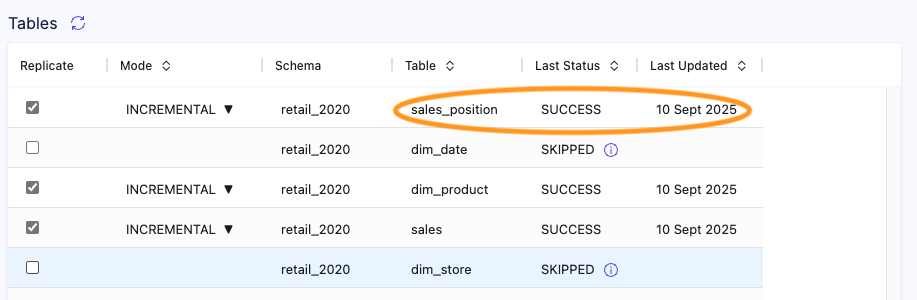 Tables
Replicate Mode Schema Table Last Status Last Updated
INCREMENTAL ▼ retail_2020 sales_position SUCCESS 10 Sept 2025
retail_2020 dim_date SKIPPED
INCREMENTAL ▼ retail_2020 dim_product SUCCESS 10 Sept 2025
INCREMENTAL ▼ retail_2020 sales SUCCESS 10 Sept 2025
retail_2020 dim_store SKIPPED